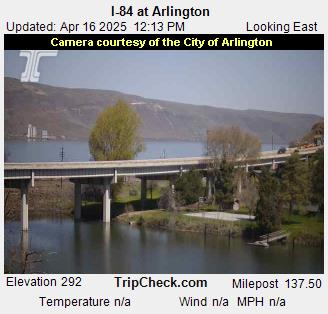 I-84 at Arlington
Updated: Apr 16 2025 12:13 PM Looking East
Camera courtesy of the City of Arlington
Elevation 292 TripCheck.com Milepost 137.50
Temperature n/a Wind n/a MPH n/a